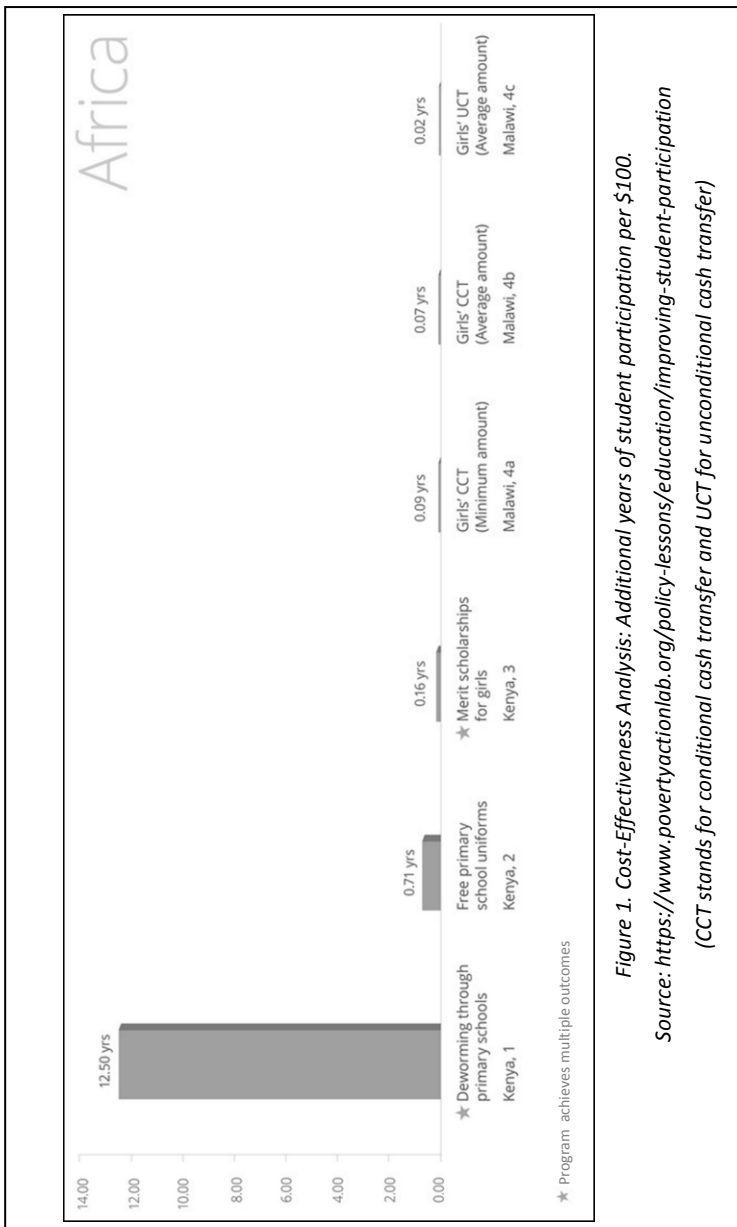 Africa
14.00
12.00
10.00
8.00
6.00
4.00
2.00
0.00
12.50 yrs
0.71 yrs
0.16 yrs
0.09 yrs
0.07 yrs
0.02 yrs
★ Deworming through
primary schools
Kenya, 1
Free primary
school uniforms
Kenya, 2
★ Merit scholarships
for girls
Kenya, 3
Girls' CCT
(Minimum amount)
Malawi, 4a
Girls' CCT
(Average amount)
Malawi, 4b
Girls' UCT
(Average amount)
Malawi, 4c
★ Program achieves multiple outcomes
Figure 1. Cost-Effectiveness Analysis: Additional years of student participation per $100.
Source: https://www.povertyactionlab.org/policy-lessons/education/improving-student-participation
(CCT stands for conditional cash transfer and UCT for unconditional cash transfer)